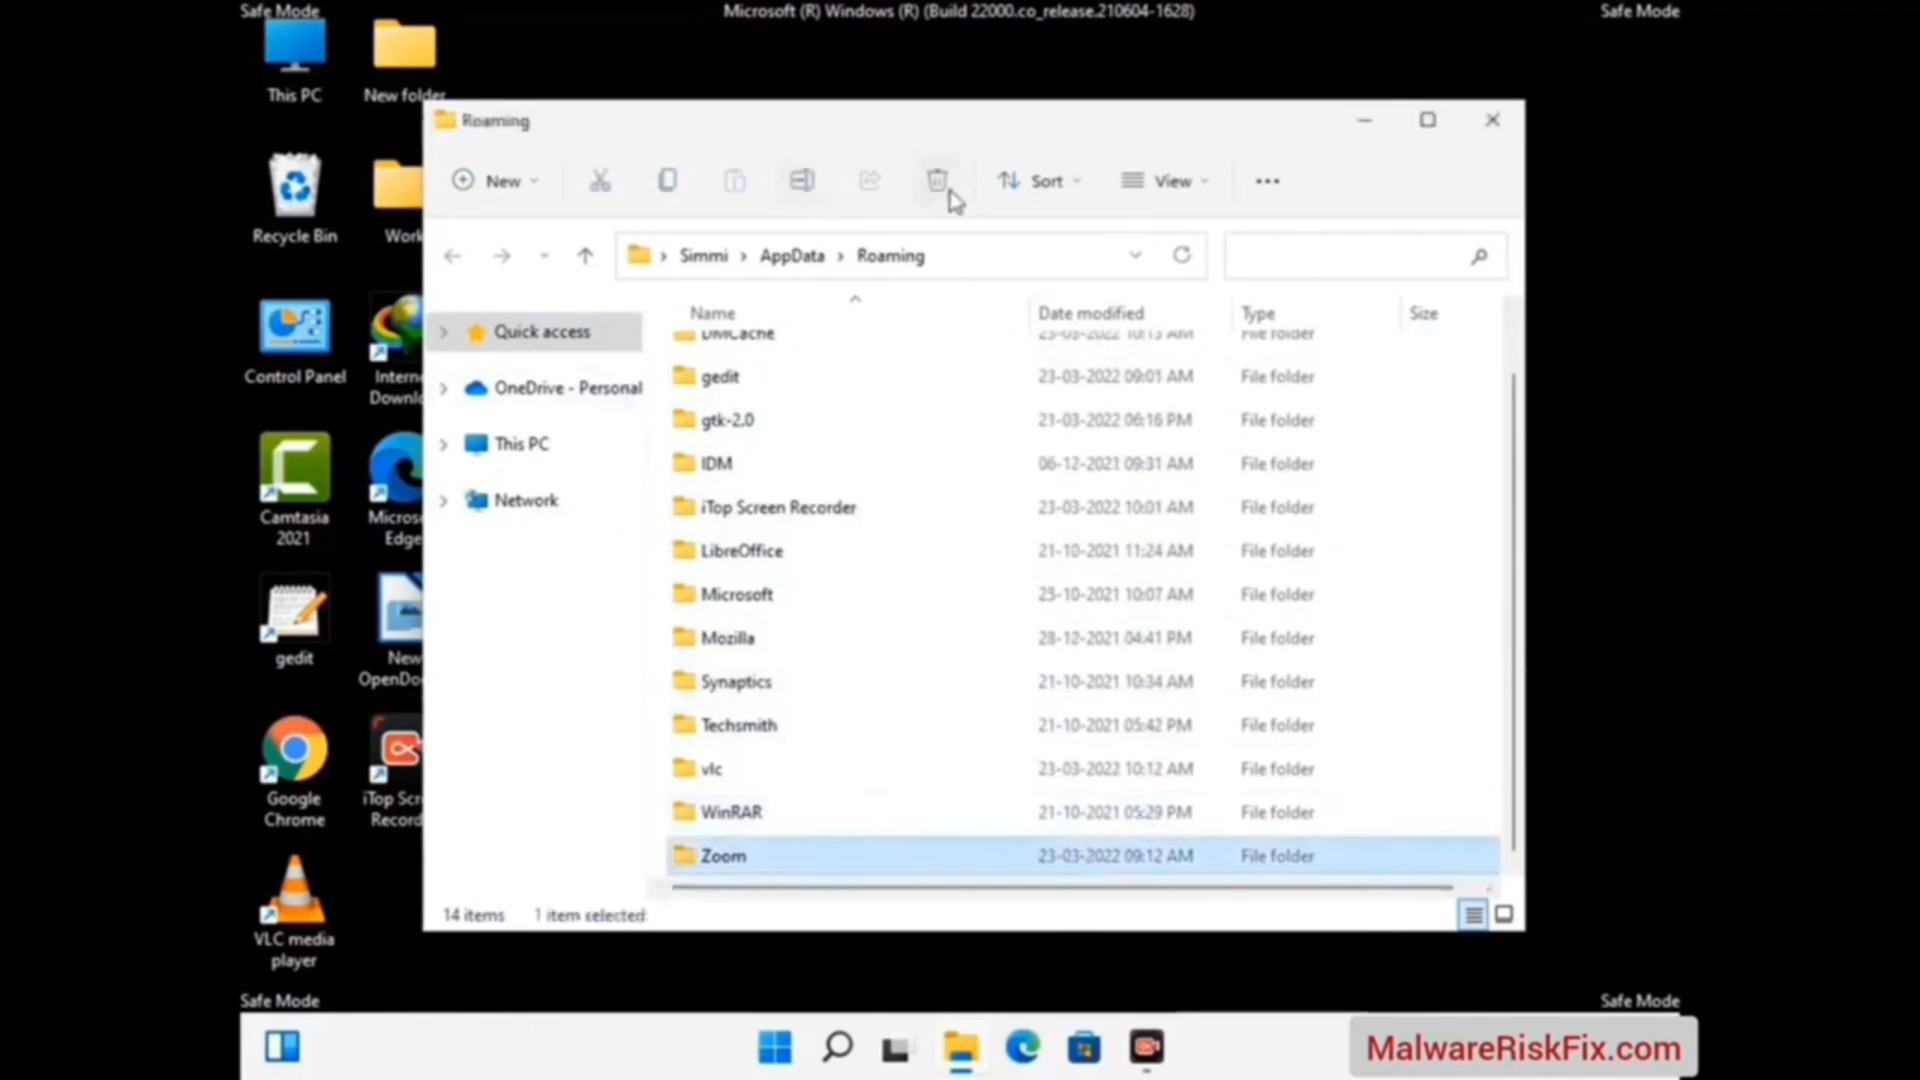 Safe Mode
Microsoft (R) Windows (R) (Build 22000.co_release.210604-1628)
Safe Mode
This PC
New folder
Roaming
New
Sort
View
Recycle Bin
Work
Simmi
AppData
Roaming
Name
Date modified
Type
Size
Quick access
OneDrive - Personal
This PC
Network
DMCache 23-03-2022 10:13 AM File folder
gedit 23-03-2022 09:01 AM File folder
gtk-2.0 21-03-2022 06:16 PM File folder
IDM 06-12-2021 09:31 AM File folder
iTop Screen Recorder 23-03-2022 10:01 AM File folder
LibreOffice 21-10-2021 11:24 AM File folder
Microsoft 25-10-2021 10:07 AM File folder
Mozilla 28-12-2021 04:41 PM File folder
Synaptics 21-10-2021 10:34 AM File folder
Techsmith 21-10-2021 05:42 PM File folder
vlc 23-03-2022 10:12 AM File folder
WinRAR 21-10-2021 05:29 PM File folder
Zoom 23-03-2022 09:12 AM File folder
14 items
1 item selected
Control Panel
Intern
Downl
Camtasia
2021
Micros
Edge
gedit
New
OpenDo
Google
Chrome
iTop Scr
Record
VLC media
player
Safe Mode
Safe Mode
MalwareRiskFix.com